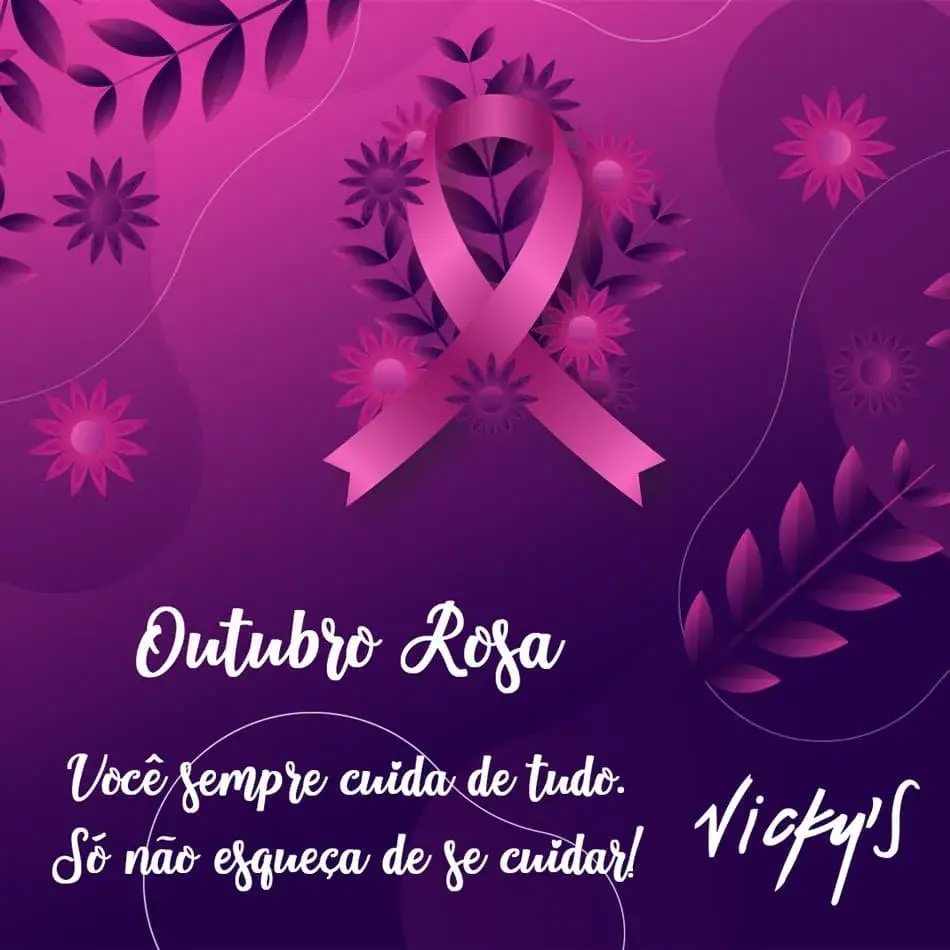 Outubro Rosa
Você sempre cuida de tudo.
Só não esqueça de se cuidar!
Vicky's